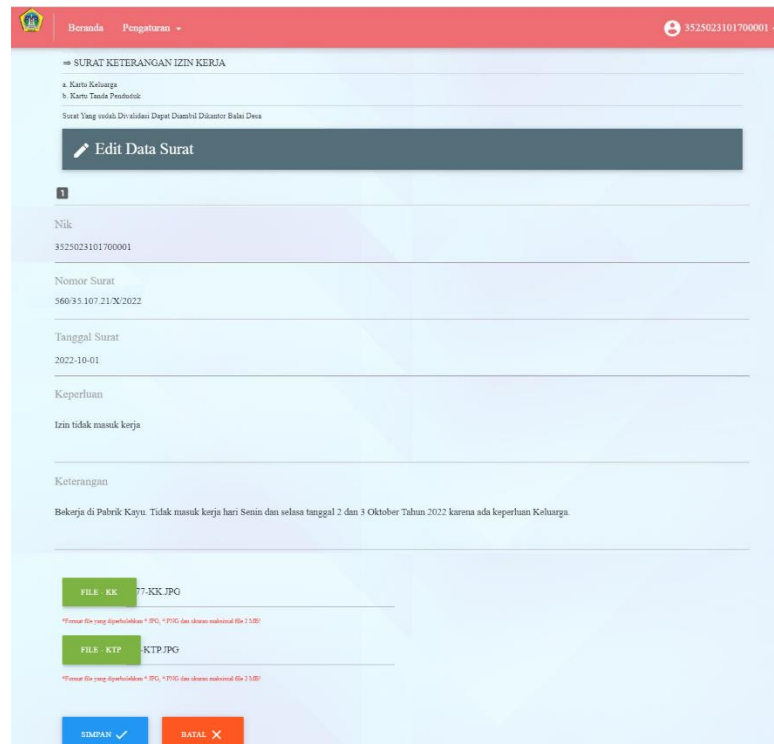 Beranda Pengaturan 3525023101700001
⇒ SURAT KETERANGAN IZIN KERJA
a. Kartu Keluarga
b. Kartu Tanda Penduduk
Surat Yang sudah Divalidasi Dapat Diambil Dikantor Balai Desa
Edit Data Surat
1
Nik
3525023101700001
Nomor Surat
560/35.107.21/X/2022
Tanggal Surat
2022-10-01
Keperluan
Izin tidak masuk kerja
Keterangan
Bekerja di Pabrik Kayu. Tidak masuk kerja hari Senin dan selasa tanggal 2 dan 3 Oktober Tahun 2022 karena ada keperluan Keluarga.
FILE - KK 77-KK.JPG
*Format file yang diperbolehkan *.JPG, *.PNG dan ukuran maksimal file 2 MB!
FILE - KTP -KTP.JPG
*Format file yang diperbolehkan *.JPG, *.PNG dan ukuran maksimal file 2 MB!
SIMPAN BATAL